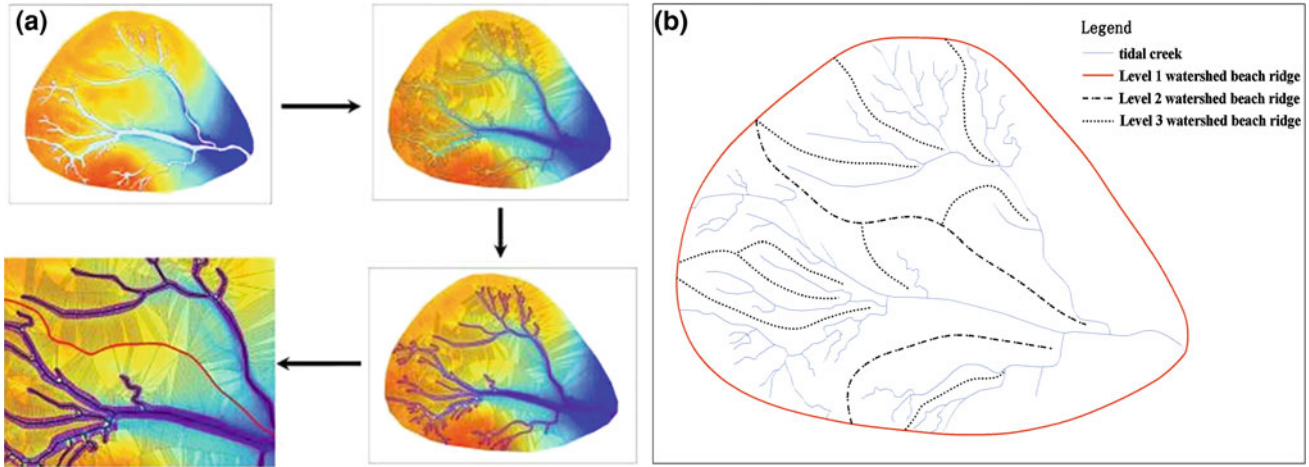 (a)
(b)
Legend
tidal creek
Level 1 watershed beach ridge
Level 2 watershed beach ridge
Level 3 watershed beach ridge